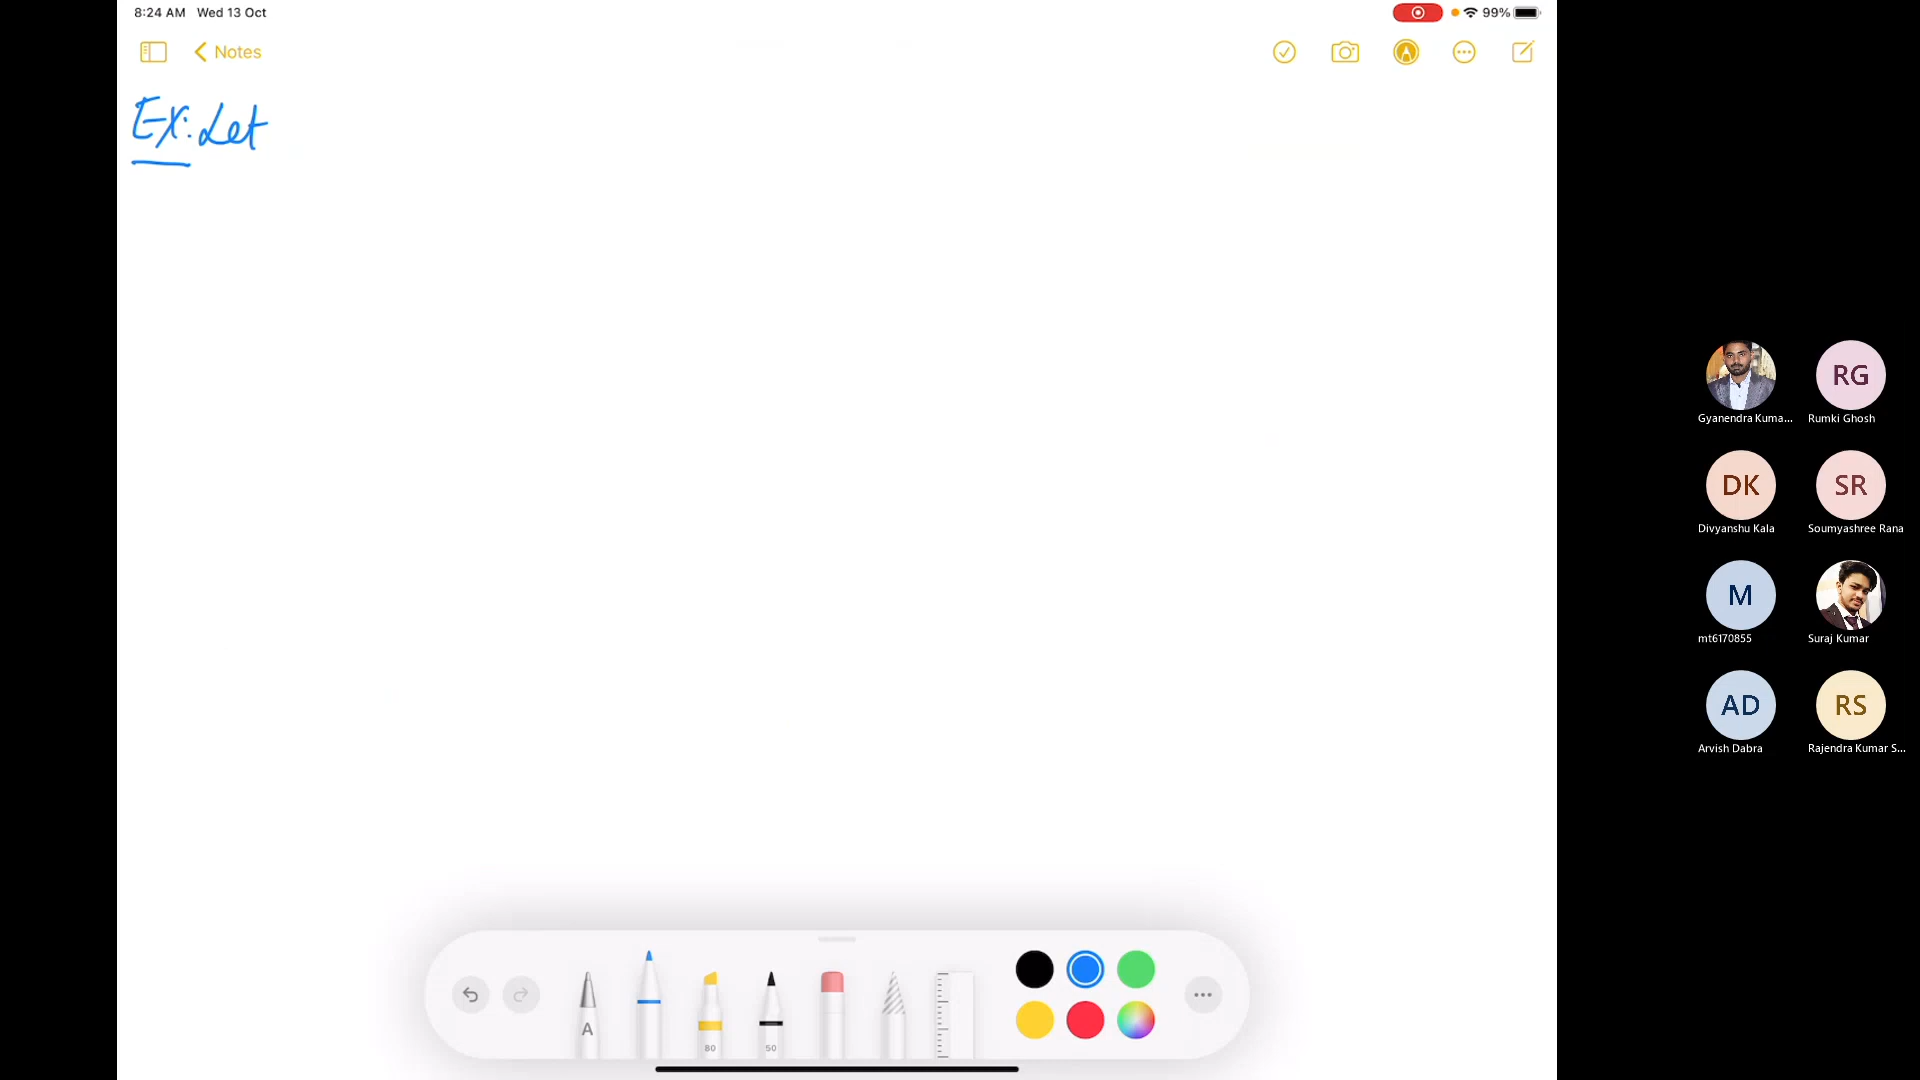 8:24 AM Wed 13 Oct
99%
Notes
Ex: Let
RG
Gyanendra Kuma...
Rumki Ghosh
DK
SR
Divyanshu Kala
Soumyashree Rana
M
mt6170855
Suraj Kumar
AD
RS
Arvish Dabra
Rajendra Kumar S...
A
80
50